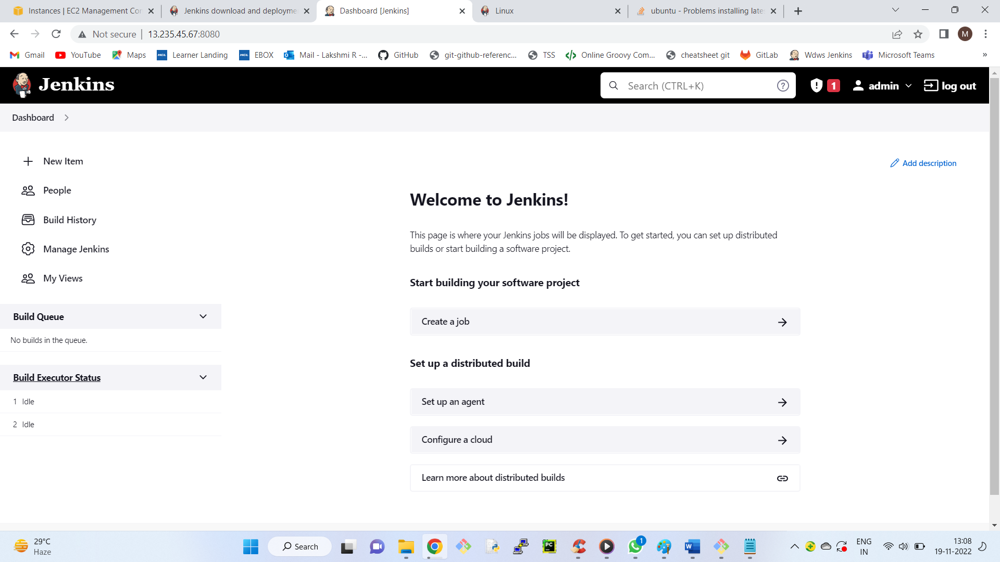 Instances | EC2 Management Con
Jenkins download and deployme
Dashboard [Jenkins]
Linux
ubuntu - Problems installing late
Not secure
13.235.45.67:8080
M
Gmail
YouTube
Maps
HCL
Learner Landing
HCL
EBOX
Mail - Lakshmi R -...
GitHub
git-github-referenc...
TSS
Online Groovy Com...
cheatsheet git
GitLab
Wdws Jenkins
Microsoft Teams
»
Jenkins
Search (CTRL+K)
?
1
admin
log out
Dashboard
New Item
Add description
People
Build History
Manage Jenkins
My Views
Welcome to Jenkins!
This page is where your Jenkins jobs will be displayed. To get started, you can set up distributed
builds or start building a software project.
Start building your software project
Create a job
Set up a distributed build
Set up an agent
Configure a cloud
Learn more about distributed builds
Build Queue
No builds in the queue.
Build Executor Status
1 Idle
2 Idle
29°C
Haze
Search
PC
1
W
ENG
IN
13:08
19-11-2022